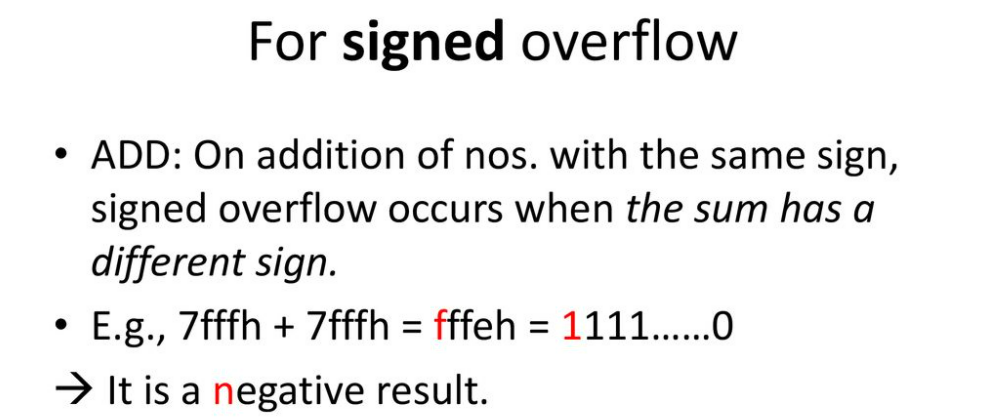 For signed overflow
• ADD: On addition of nos. with the same sign,
signed overflow occurs when the sum has a
different sign.
• E.g., 7fffh + 7fffh = fffeh = 1111......0
→ It is a negative result.